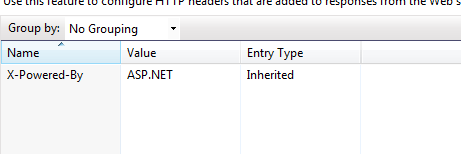 Use this feature to configure HTTP headers that are added to responses from the Web s
Group by: No Grouping
Name Value Entry Type
X-Powered-By ASP.NET Inherited